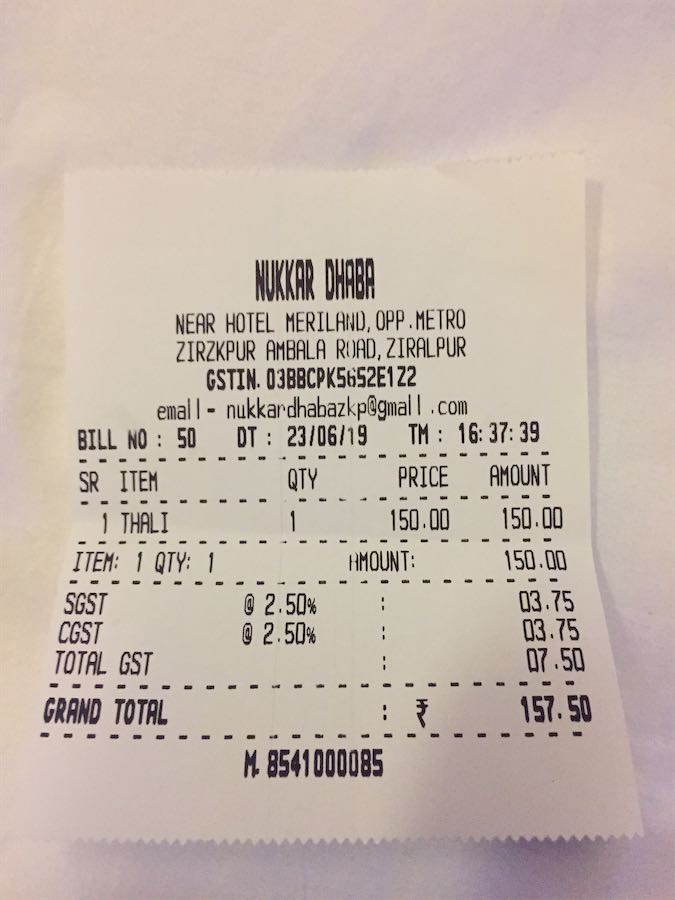 NUKKAR DHABA
NEAR HOTEL MERILAND, OPP.METRO
ZIRZKPUR AMBALA ROAD, ZIRALPUR
GSTIN. 03BBCPK5652E1Z2
email- nukkardhabazkp@gmail.com
BILL NO : 50 DT : 23/06/19 TM : 16:37:39
SR ITEM QTY PRICE AMOUNT
1 THALI 1 150.00 150.00
ITEM: 1 QTY: 1 AMOUNT: 150.00
SGST @ 2.50% : 03.75
CGST @ 2.50% : 03.75
TOTAL GST : 07.50
GRAND TOTAL : ₹ 157.50
M. 8541000085